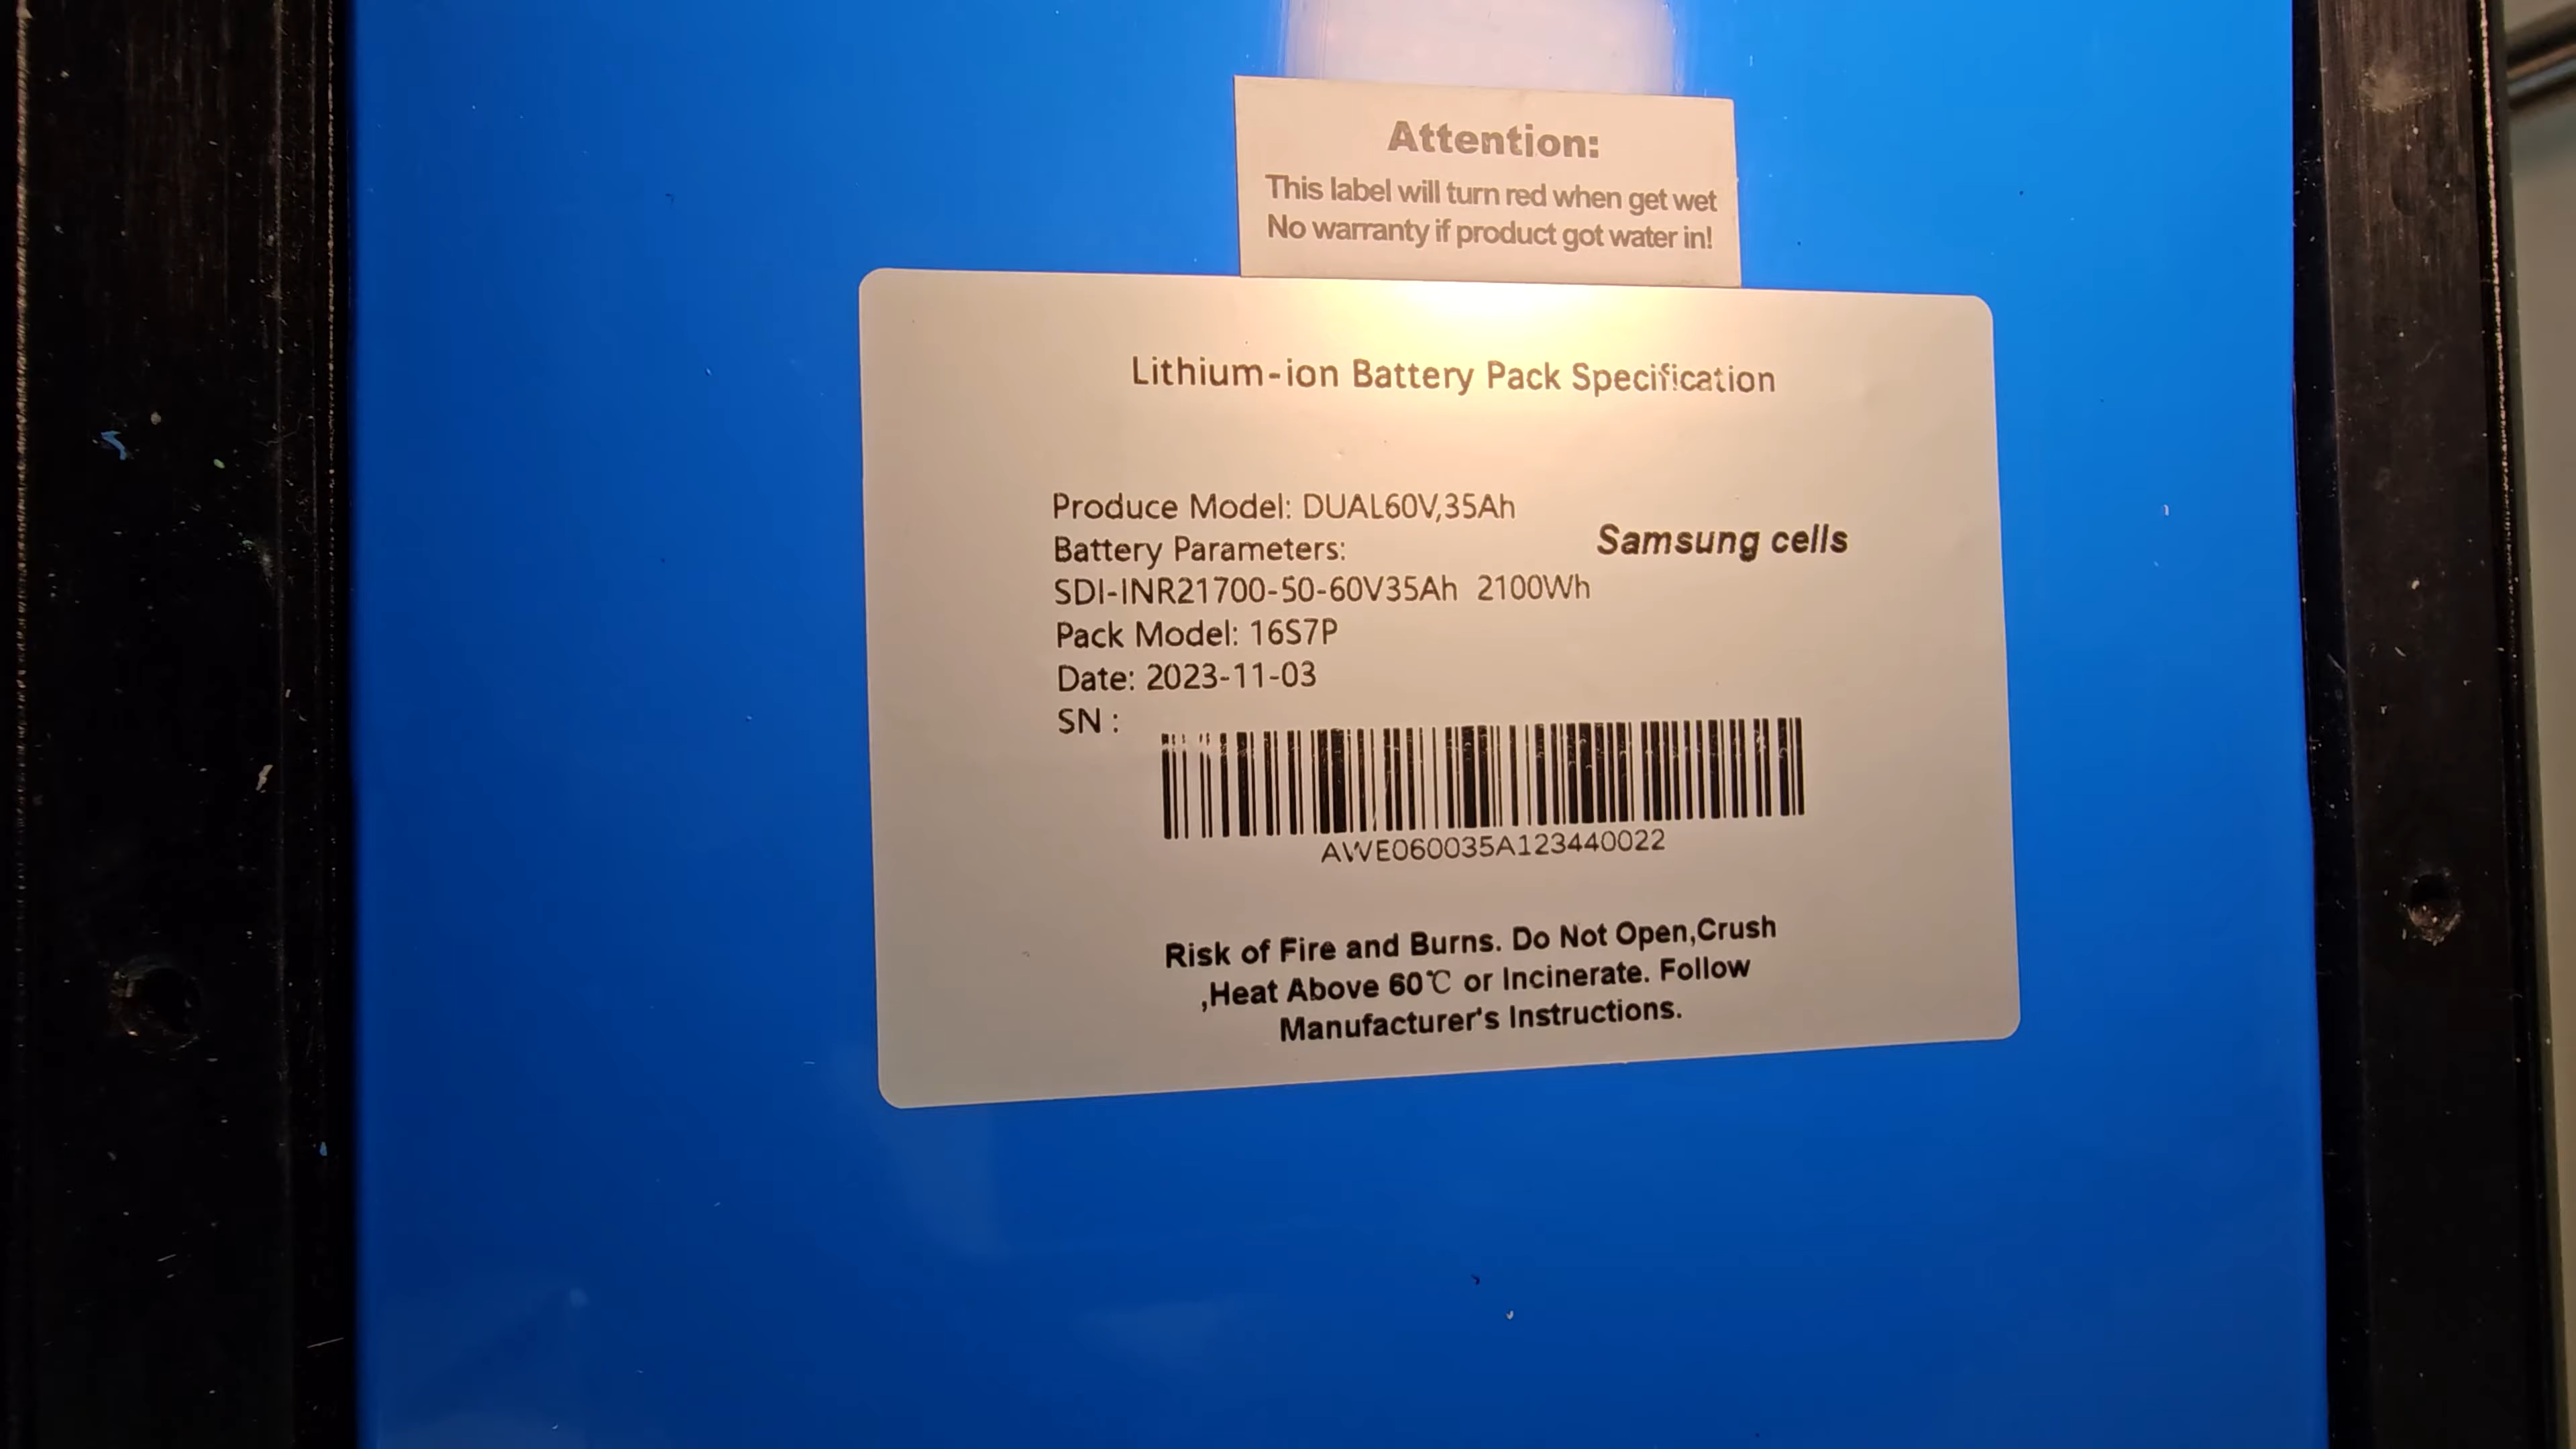 Attention:
This label will turn red when get wet
No warranty if product got water in!
Lithium-ion Battery Pack Specification
Produce Model: DUAL60V,35Ah
Battery Parameters:
Samsung cells
SDI-INR21700-50-60V35Ah 2100Wh
Pack Model: 16S7P
Date: 2023-11-03
SN :
AWE060035A123440022
Risk of Fire and Burns. Do Not Open,Crush
,Heat Above 60℃ or Incinerate. Follow
Manufacturer's Instructions.